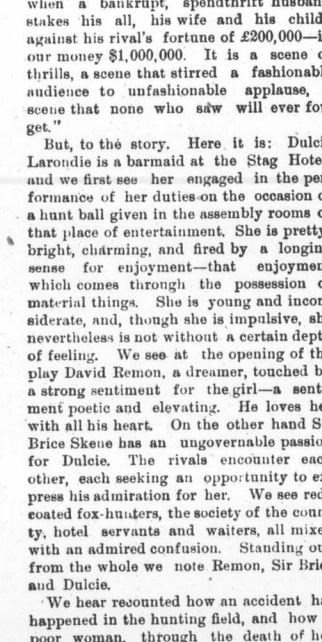 when a bankrupt, spendthrift husban
stakes his all, his wife and his child
against his rival's fortune of £200,000—i
our money $1,000,000. It is a scene o
thrills, a scene that stirred a fashionabl
audience to unfashionable applause,
scene that none who saw will ever for
get."
But, to the story. Here it is: Dulci
Larondie is a barmaid at the Stag Hote
and we first see her engaged in the per
formance of her duties on the occasion o
a hunt ball given in the assembly rooms o
that place of entertainment. She is pretty
bright, charming, and fired by a longin
sense for enjoyment—that enjoymen
which comes through the possession o
material things. She is young and incon
siderate, and, though she is impulsive, sh
nevertheless is not without a certain dept
of feeling. We see at the opening of th
play David Remon, a dreamer, touched b
a strong sentiment for the girl—a sent
ment poetic and elevating. He loves he
with all his heart. On the other hand S
Brice Skene has an ungovernable passio
for Dulcie. The rivals encounter eac
other, each seeking an opportunity to e
press his admiration for her. We see red
coated fox-hunters, the society of the coun
ty, hotel servants and waiters, all mixe
with an admired confusion. Standing ou
from the whole we note Remon, Sir Bric
and Dulcie.
We hear recounted how an accident ha
happened in the hunting field, and how
poor woman, through the death of h